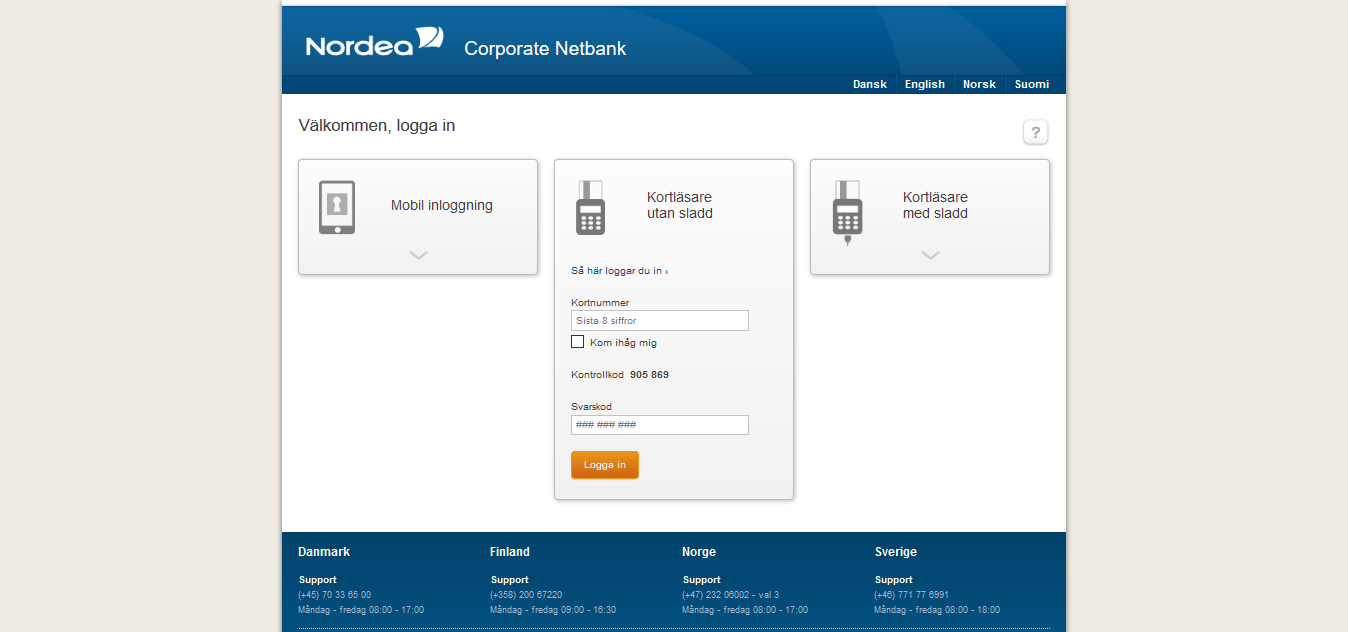 Nordea Corporate Netbank
Dansk English Norsk Suomi
Välkommen, logga in
?
Mobil inloggning
Kortläsare
utan sladd
Så här loggar du in ›
Kortnummer
Sista 8 siffror
Kom ihåg mig
Kontrollkod 905 869
Svarskod
### ### ###
Logga in
Kortläsare
med sladd
Danmark
Support
(+45) 70 33 65 00
Måndag - fredag 08:00 - 17:00
Finland
Support
(+358) 200 67220
Måndag - fredag 09:00 - 16:30
Norge
Support
(+47) 232 06002 - val 3
Måndag - fredag 08:00 - 17:00
Sverige
Support
(+46) 771 77 6991
Måndag - fredag 08:00 - 18:00